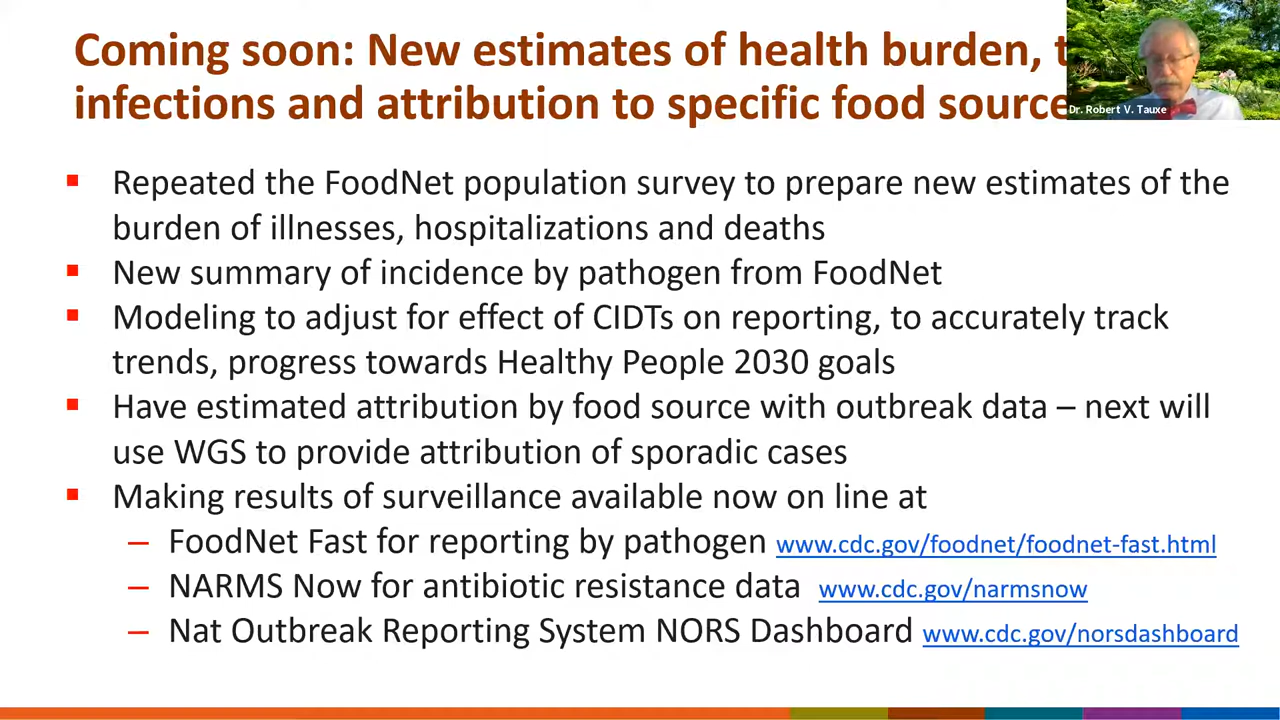 Coming soon: New estimates of health burden,
infections and attribution to specific food source
Dr. Robert V. Tauxe
▪ Repeated the FoodNet population survey to prepare new estimates of the
burden of illnesses, hospitalizations and deaths
▪ New summary of incidence by pathogen from FoodNet
▪ Modeling to adjust for effect of CIDTs on reporting, to accurately track
trends, progress towards Healthy People 2030 goals
▪ Have estimated attribution by food source with outbreak data – next will
use WGS to provide attribution of sporadic cases
▪ Making results of surveillance available now on line at
– FoodNet Fast for reporting by pathogen www.cdc.gov/foodnet/foodnet-fast.html
– NARMS Now for antibiotic resistance data www.cdc.gov/narmsnow
– Nat Outbreak Reporting System NORS Dashboard www.cdc.gov/norsdashboard